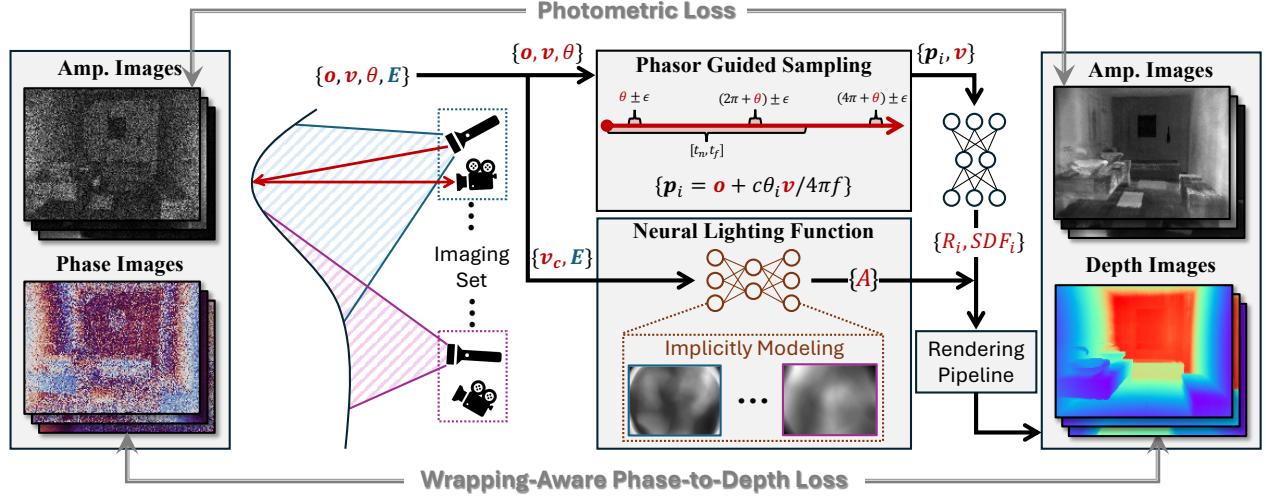 Photometric Loss
Amp. Images
Phase Images
{o, v, θ, E}
Imaging
Set
{o, v, θ}
{v_c, E}
Phasor Guided Sampling
θ ± ϵ
(2π + θ) ± ϵ
(4π + θ) ± ϵ
[t_n, t_f]
{p_i = o + cθ_i v/4πf}
Neural Lighting Function
Implicitly Modeling
{A}
{p_i, v}
{R_i, SDF_i}
Rendering
Pipeline
Amp. Images
Depth Images
Wrapping-Aware Phase-to-Depth Loss